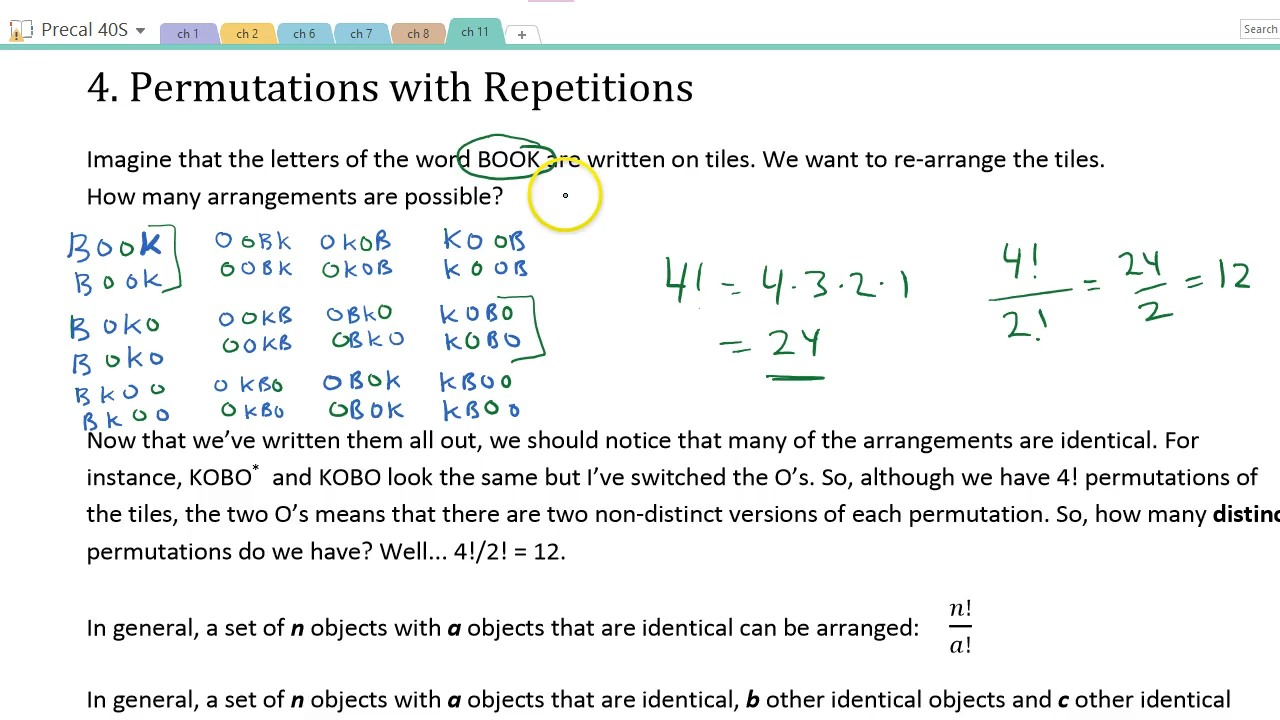 Precal 40S ch 1 ch 2 ch 6 ch 7 ch 8 ch 11 + Search
4. Permutations with Repetitions
Imagine that the letters of the word BOOK are written on tiles. We want to re-arrange the tiles.
How many arrangements are possible?
BOOK OOBK OKOB KOOB
BOOK OOBK OKOB KOOB
BOKO OOKB OBKO KOBO
BOKO OOKB OBKO KOBO
BKOO OKBO OBOK KBOO
BKOO OKBO OBOK KBOO
4! = 4·3·2·1
= 24
4!/2! = 24/2 = 12
Now that we've written them all out, we should notice that many of the arrangements are identical. For
instance, KOBO* and KOBO look the same but I've switched the O's. So, although we have 4! permutations of
the tiles, the two O's means that there are two non-distinct versions of each permutation. So, how many distinc
permutations do we have? Well... 4!/2! = 12.
In general, a set of n objects with a objects that are identical can be arranged: n!/a!
In general, a set of n objects with a objects that are identical, b other identical objects and c other identical